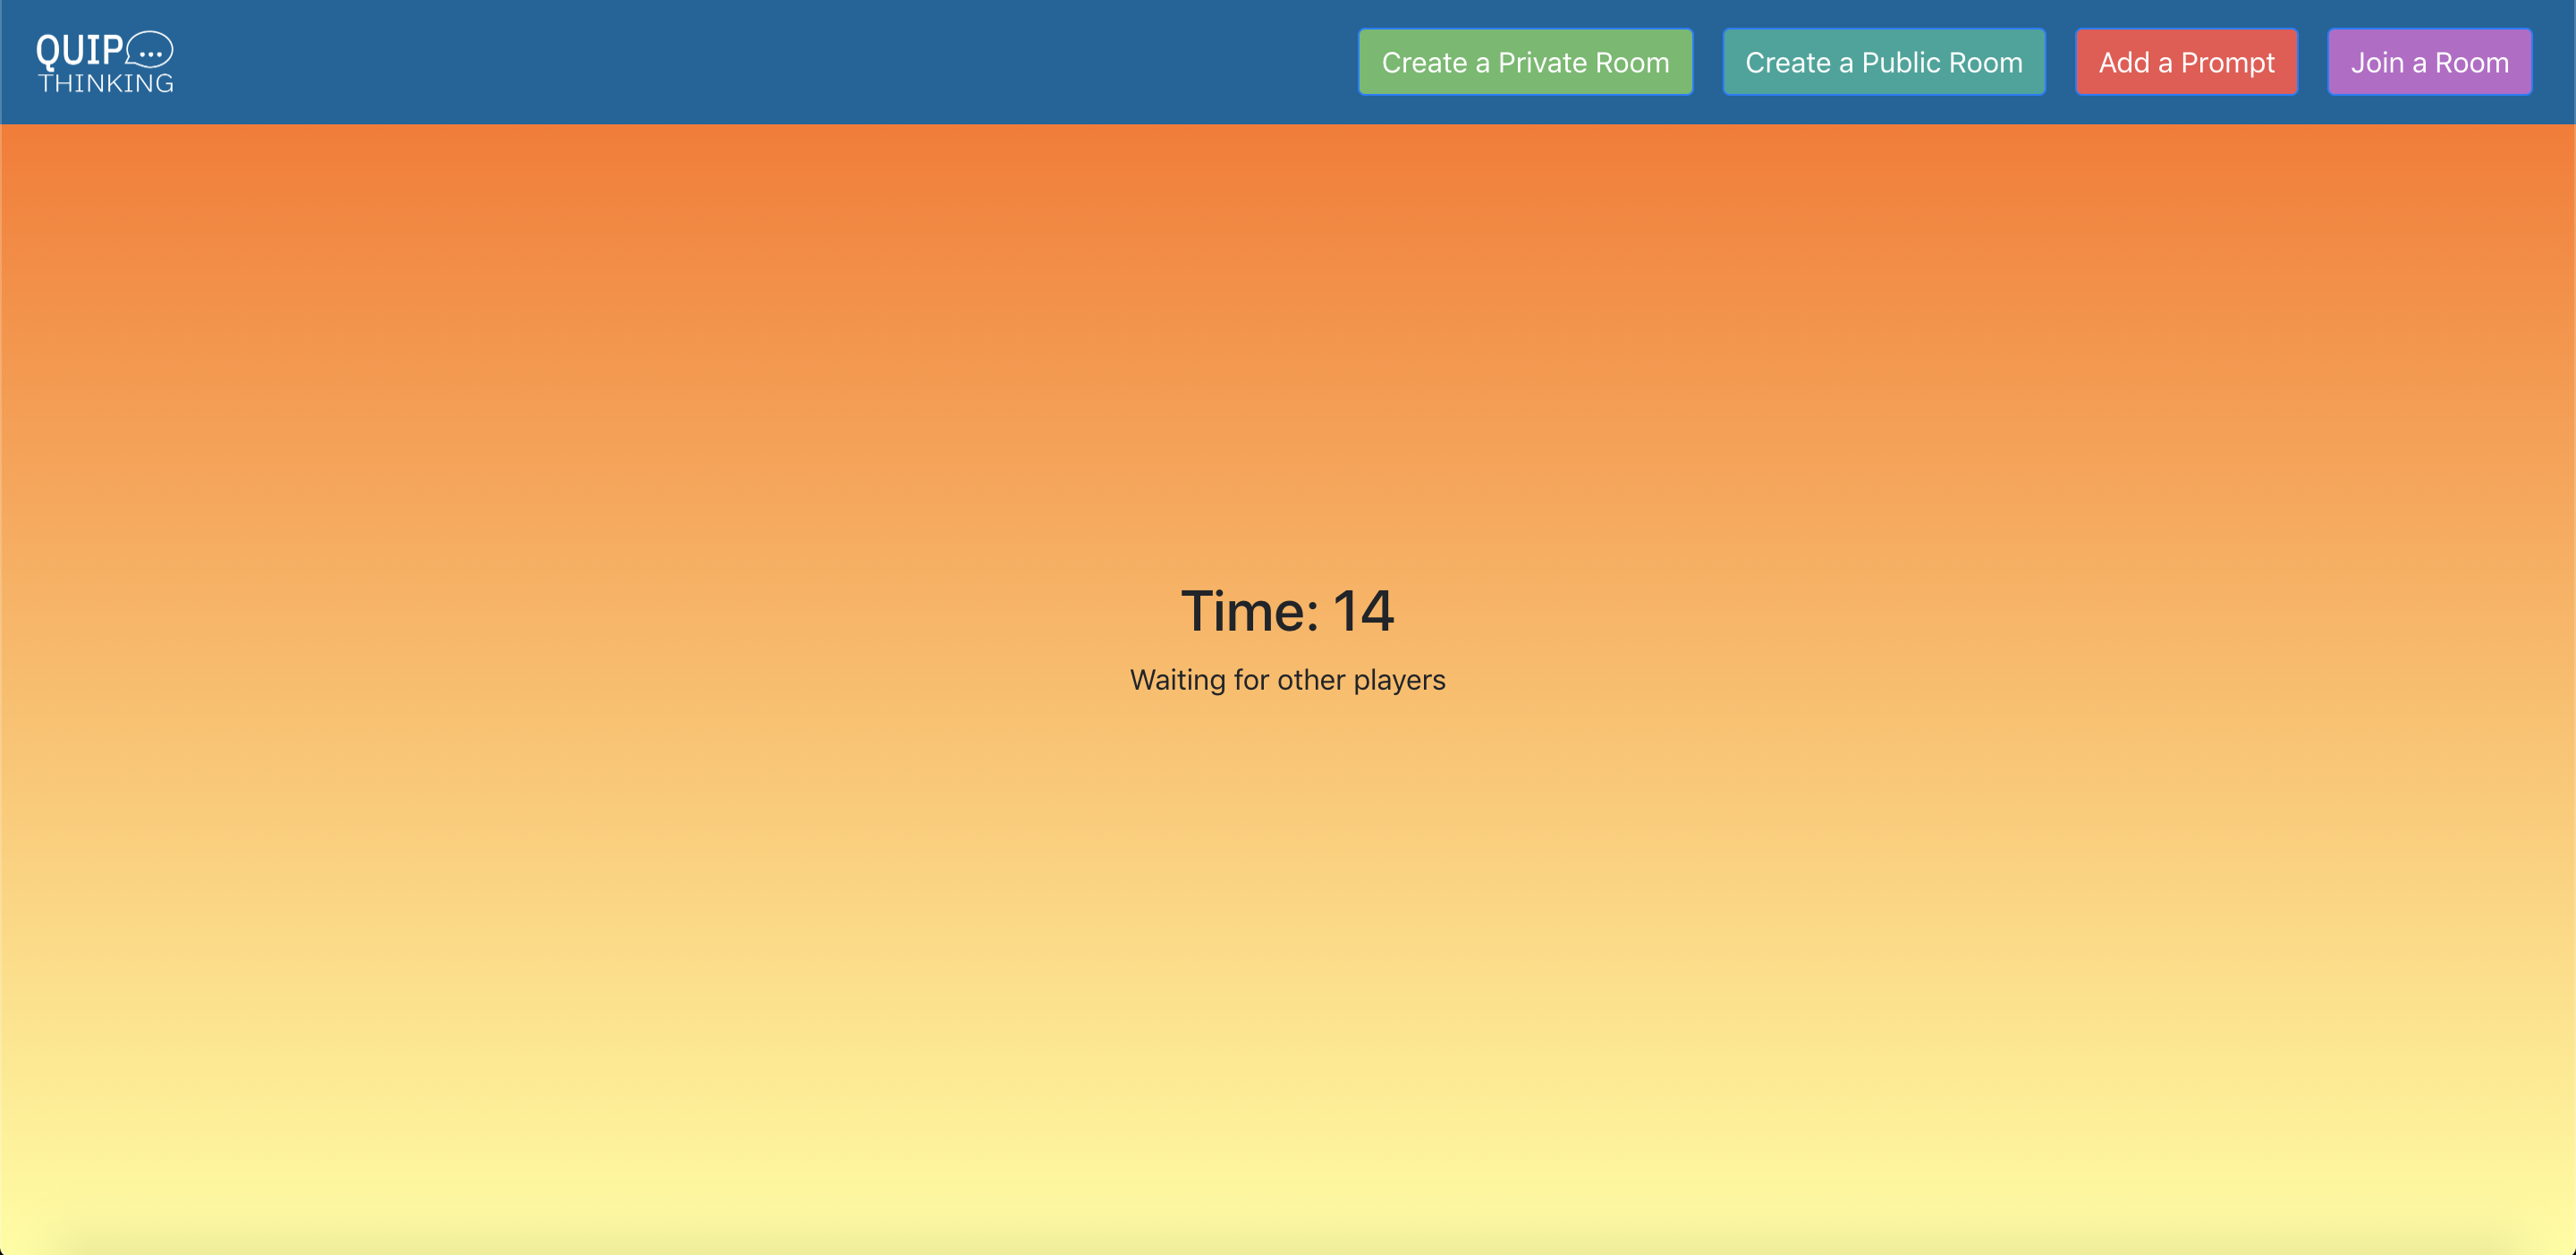 QUIP
THINKING
Create a Private Room
Create a Public Room
Add a Prompt
Join a Room
Time: 14
Waiting for other players